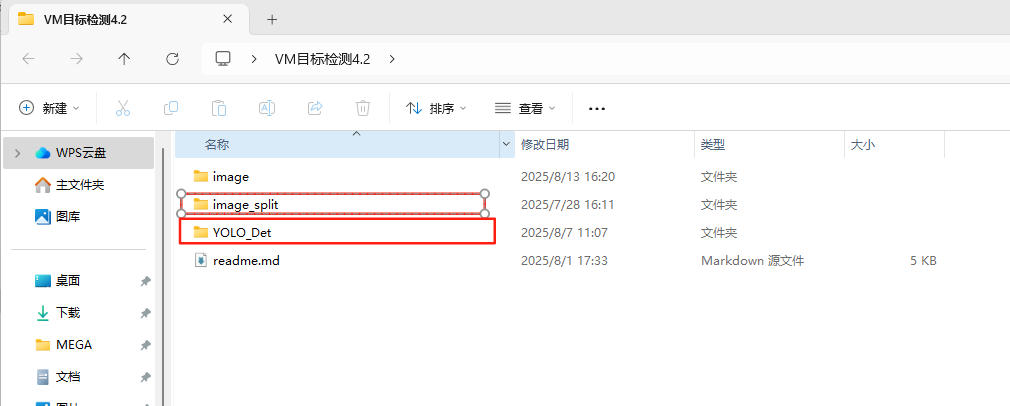 VM目标检测4.2
VM目标检测4.2
新建
排序
查看
名称 修改日期 类型 大小
WPS云盘
主文件夹
图库
桌面
下载
MEGA
文档
image 2025/8/13 16:20 文件夹
image_split 2025/7/28 16:11 文件夹
YOLO_Det 2025/8/7 11:07 文件夹
readme.md 2025/8/1 17:33 Markdown 源文件 5 KB